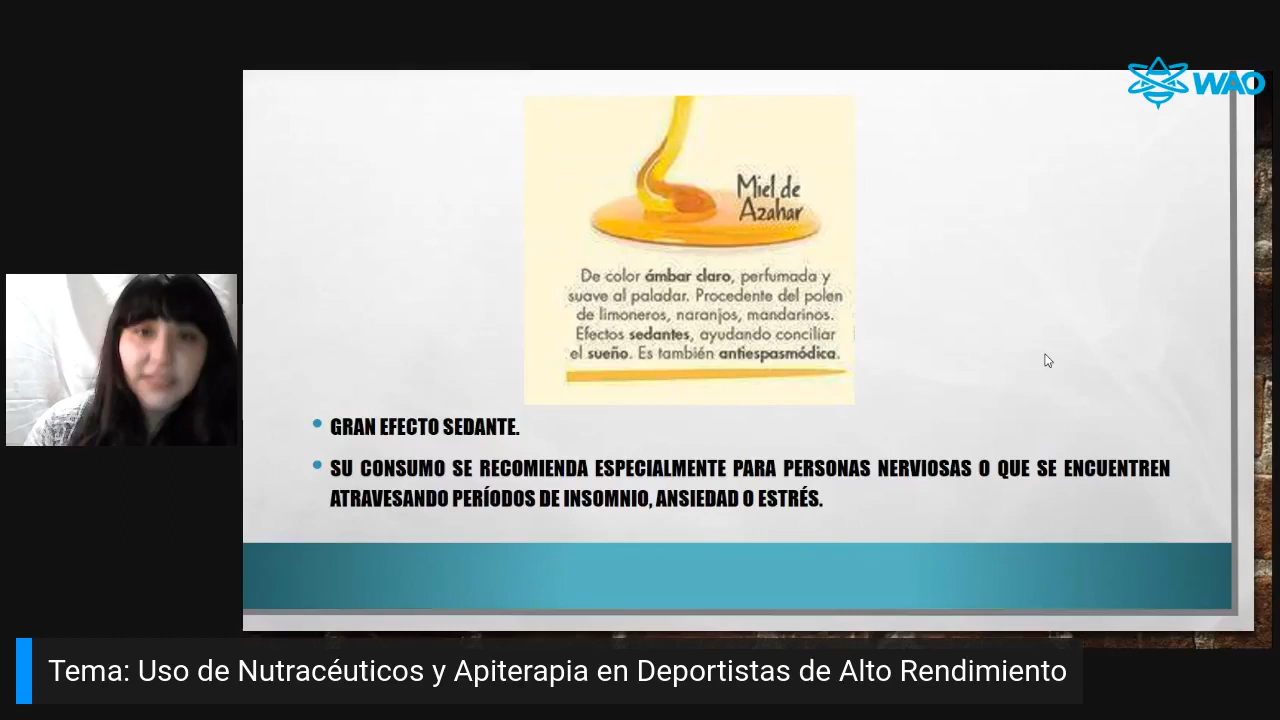 WAO
Miel de
Azahar
De color ámbar claro, perfumada y
suave al paladar. Procedente del polen
de limoneros, naranjos, mandarinos.
Efectos sedantes, ayudando conciliar
el sueño. Es también antiespasmódica.
GRAN EFECTO SEDANTE.
SU CONSUMO SE RECOMIENDA ESPECIALMENTE PARA PERSONAS NERVIOSAS O QUE SE ENCUENTREN
ATRAVESANDO PERÍODOS DE INSOMNIO, ANSIEDAD O ESTRÉS.
Tema: Uso de Nutracéuticos y Apiterapia en Deportistas de Alto Rendimiento